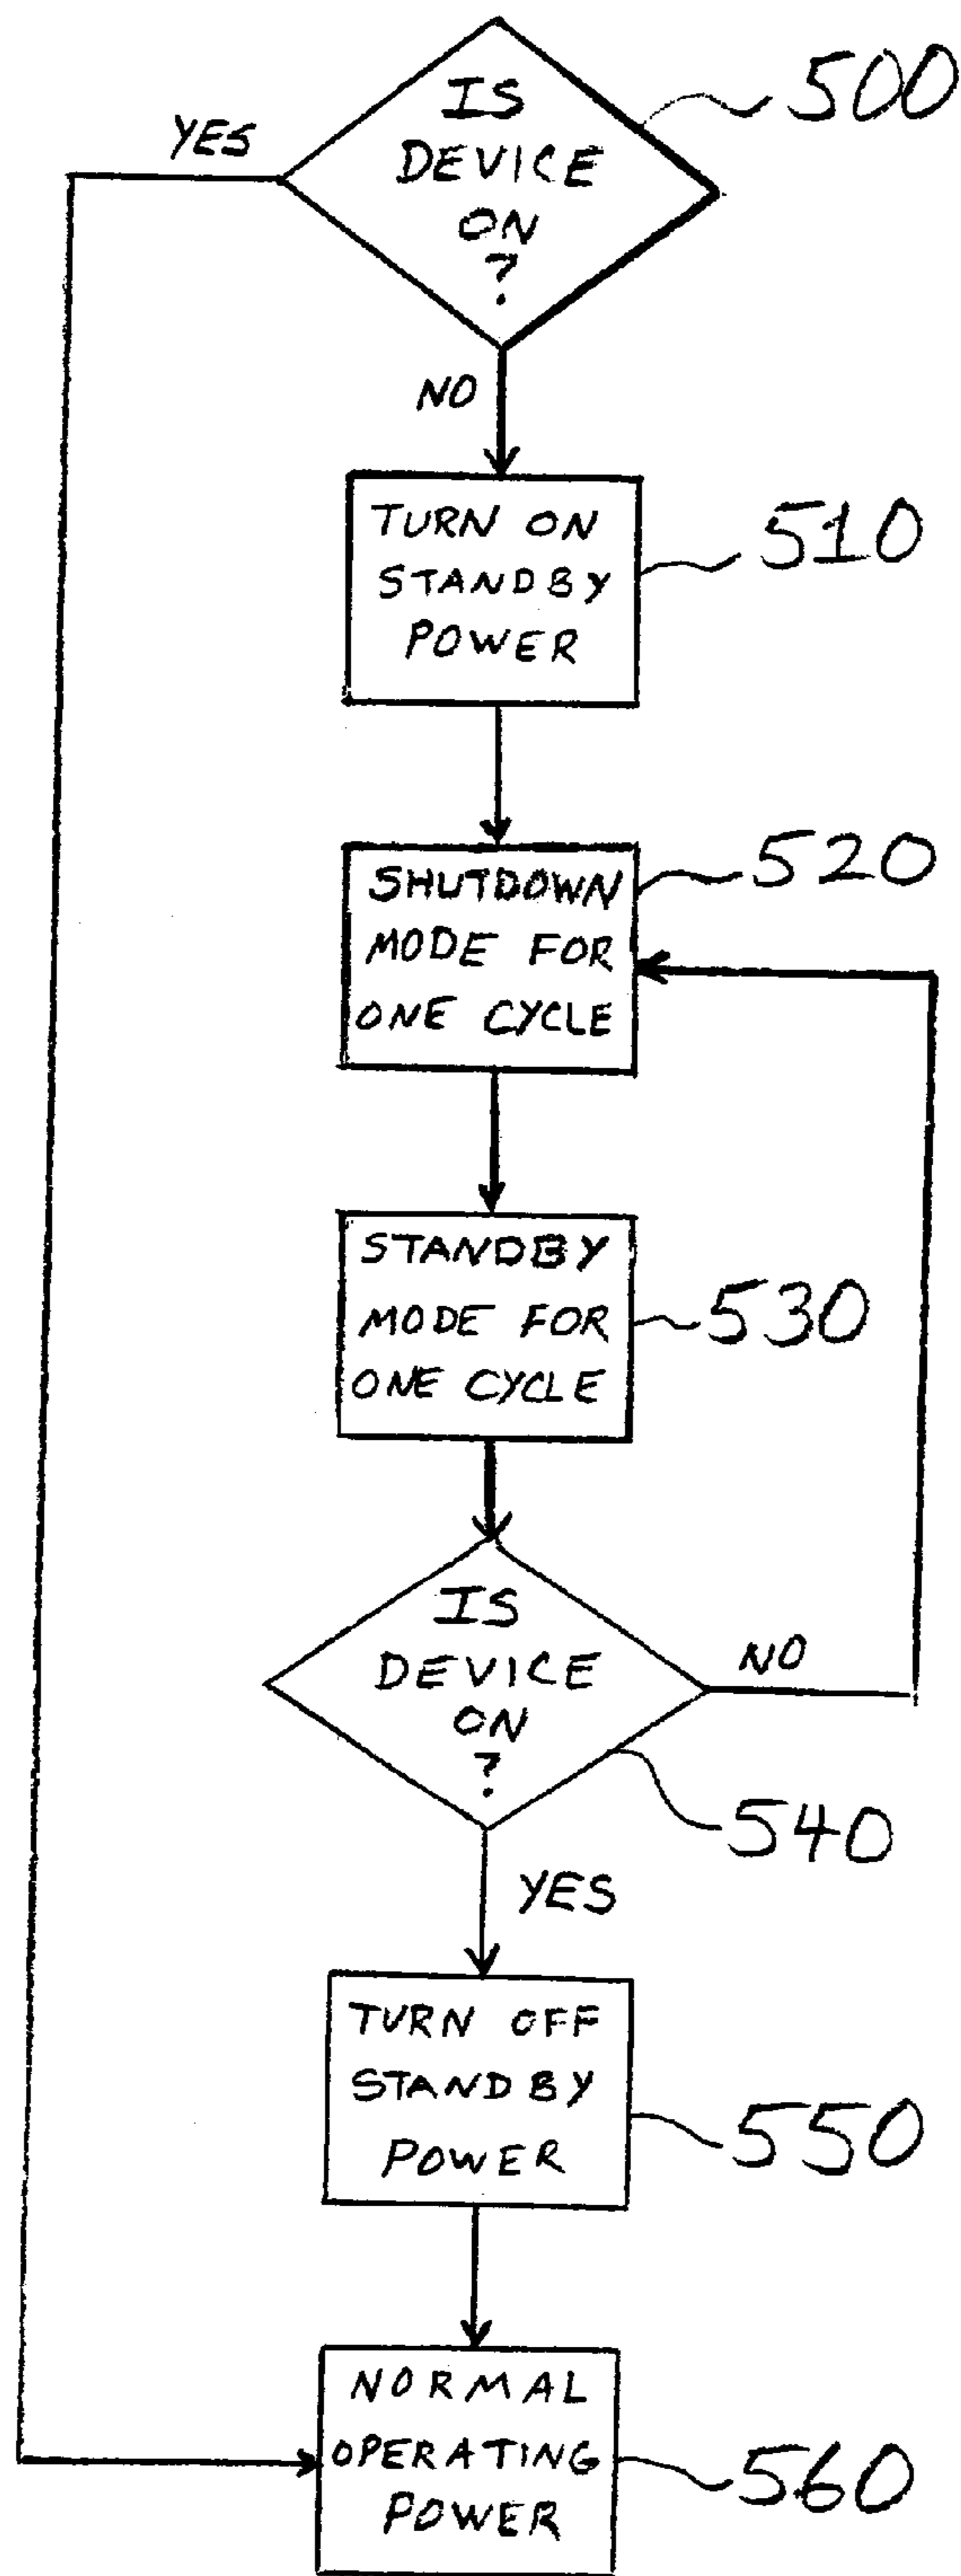 IS
DEVICE
ON
?
500
YES
NO
TURN ON
STANDBY
POWER
510
SHUTDOWN
MODE FOR
ONE CYCLE
520
STANDBY
MODE FOR
ONE CYCLE
530
IS
DEVICE
ON
?
NO
540
YES
TURN OFF
STANDBY
POWER
550
NORMAL
OPERATING
POWER
560